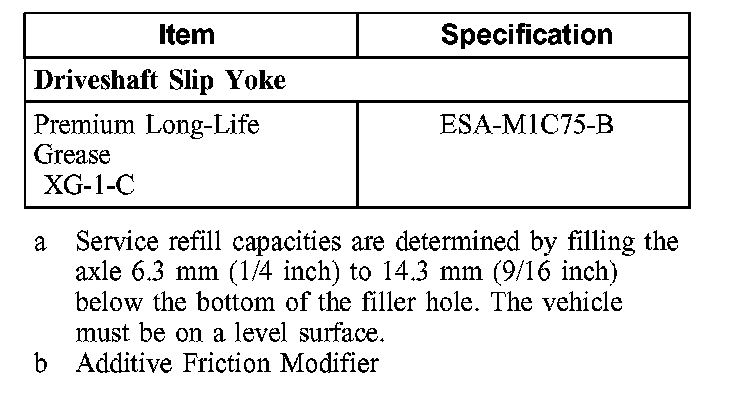 Item Specification
Driveshaft Slip Yoke
Premium Long-Life ESA-M1C75-B
Grease
XG-1-C
a Service refill capacities are determined by filling the
axle 6.3 mm (1/4 inch) to 14.3 mm (9/16 inch)
below the bottom of the filler hole. The vehicle
must be on a level surface.
b Additive Friction Modifier